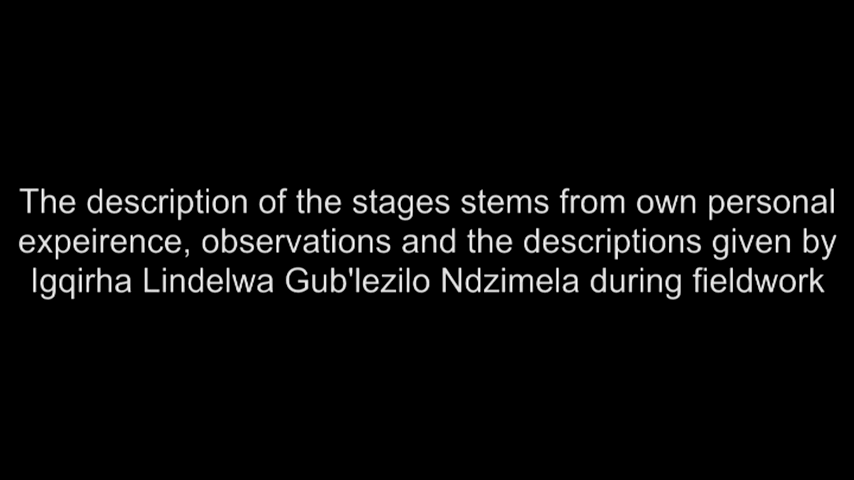 The description of the stages stems from own personal
expeirence, observations and the descriptions given by
Igqirha Lindelwa Gub'lezilo Ndzimela during fieldwork